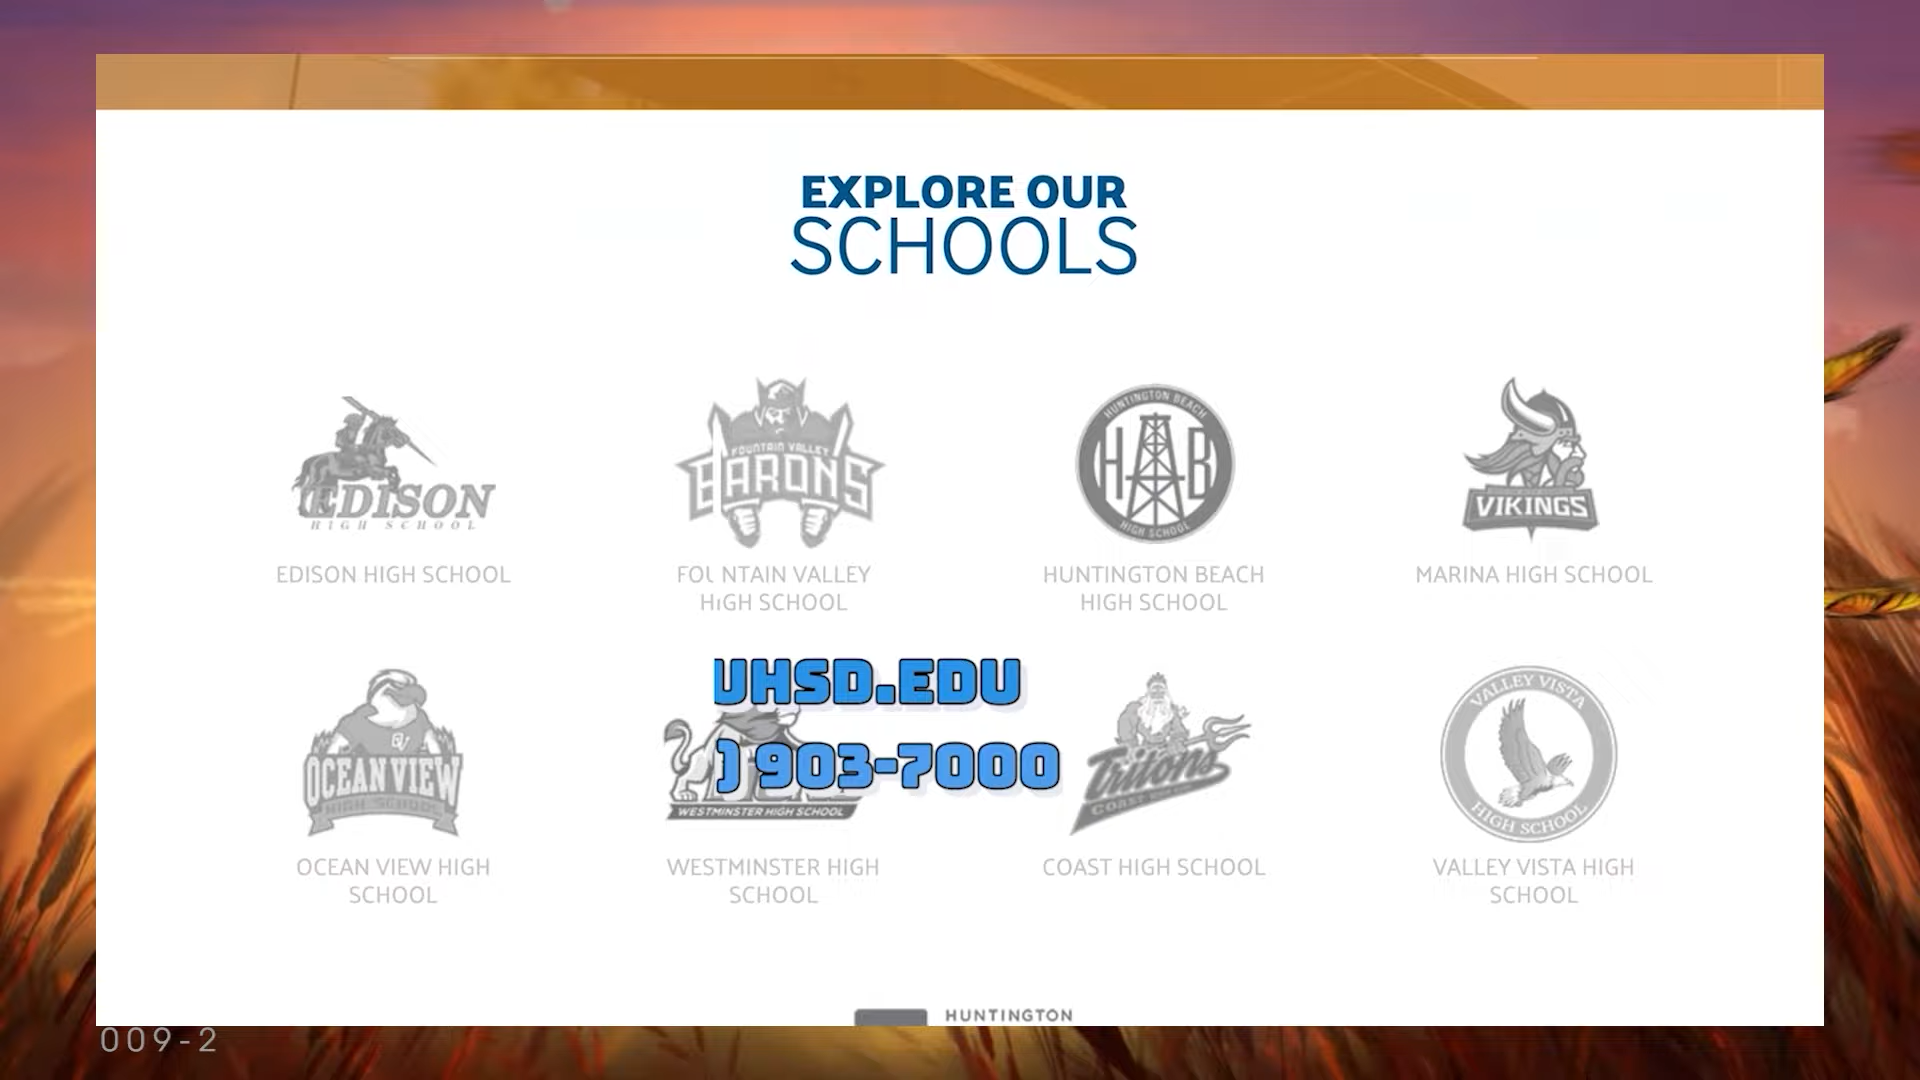 EXPLORE OUR
SCHOOLS
EDISON
HIGH SCHOOL
FOUNTAIN VALLEY
BARONS
HUNTINGTON BEACH
H B
HIGH SCHOOL
VIKINGS
EDISON HIGH SCHOOL
FOUNTAIN VALLEY
HIGH SCHOOL
HUNTINGTON BEACH
HIGH SCHOOL
MARINA HIGH SCHOOL
UHSD.EDU
) 903-7000
OV
OCEAN VIEW
HIGH SCHOOL
WESTMINSTER HIGH SCHOOL
Tritons
COAST HIGH
VALLEY VISTA
HIGH SCHOOL
OCEAN VIEW HIGH
SCHOOL
WESTMINSTER HIGH
SCHOOL
COAST HIGH SCHOOL
VALLEY VISTA HIGH
SCHOOL
HUNTINGTON
009-2